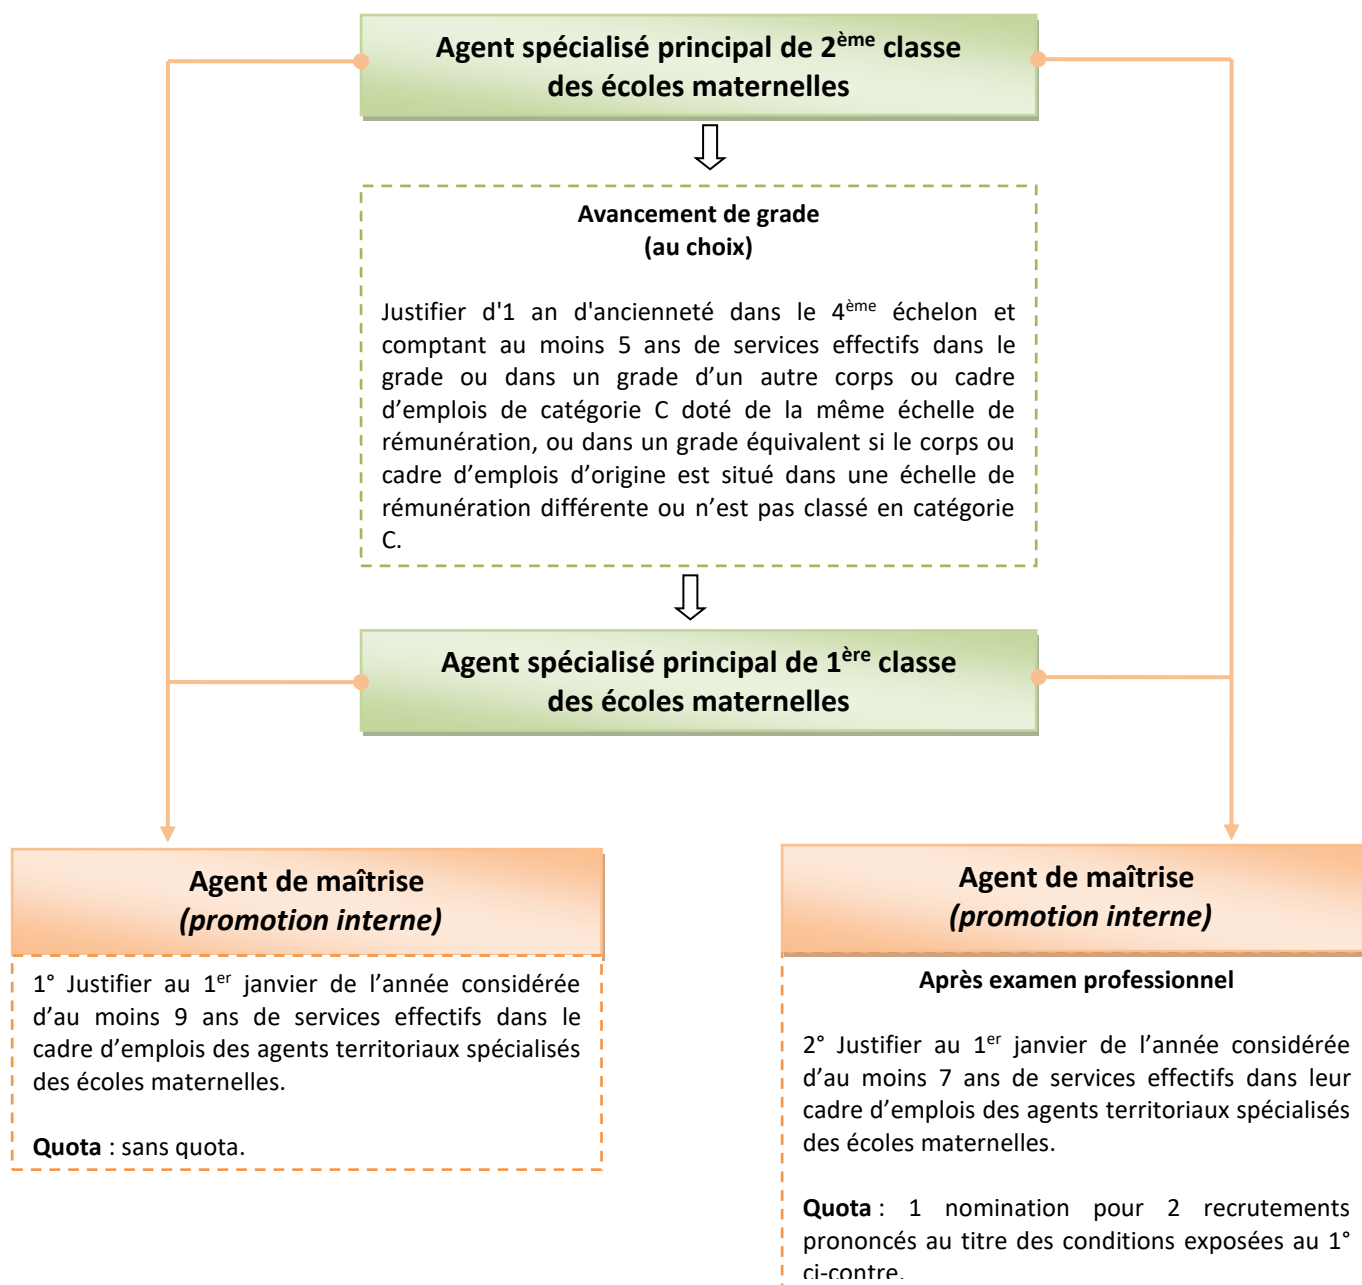 Agent spécialisé principal de 2ème classe
des écoles maternelles
Avancement de grade
(au choix)
Justifier d'1 an d'ancienneté dans le 4ème échelon et
comptant au moins 5 ans de services effectifs dans le
grade ou dans un grade d’un autre corps ou cadre
d’emplois de catégorie C doté de la même échelle de
rémunération, ou dans un grade équivalent si le corps ou
cadre d’emplois d’origine est situé dans une échelle de
rémunération différente ou n’est pas classé en catégorie
C.
Agent spécialisé principal de 1ère classe
des écoles maternelles
Agent de maîtrise
(promotion interne)
1° Justifier au 1er janvier de l’année considérée
d’au moins 9 ans de services effectifs dans le
cadre d’emplois des agents territoriaux spécialisés
des écoles maternelles.
Quota : sans quota.
Agent de maîtrise
(promotion interne)
Après examen professionnel
2° Justifier au 1er janvier de l’année considérée
d’au moins 7 ans de services effectifs dans leur
cadre d’emplois des agents territoriaux spécialisés
des écoles maternelles.
Quota : 1 nomination pour 2 recrutements
prononcés au titre des conditions exposées au 1°
ci-contre.